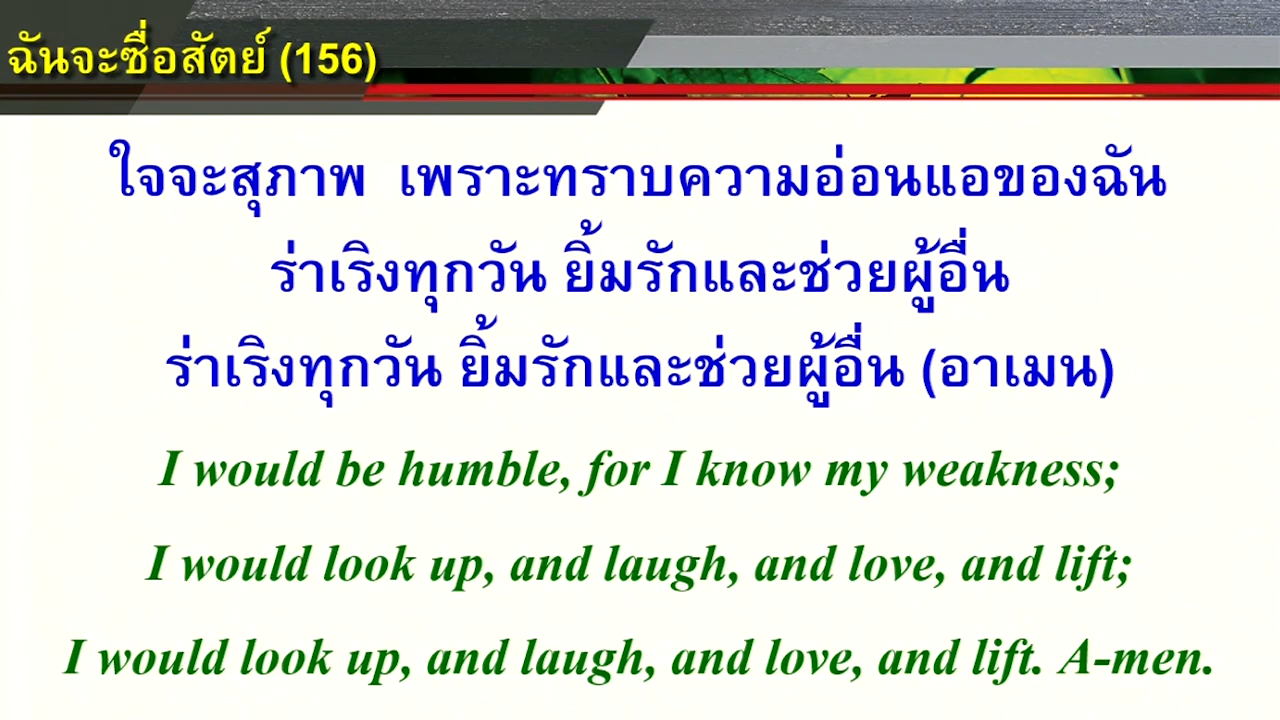 ฉันจะซื่อสัตย์ (156)
ใจจะสุภาพ เพราะทราบความอ่อนแอของฉัน
ร่าเริงทุกวัน ยิ้มรักและช่วยผู้อื่น
ร่าเริงทุกวัน ยิ้มรักและช่วยผู้อื่น (อาเมน)
I would be humble, for I know my weakness;
I would look up, and laugh, and love, and lift;
I would look up, and laugh, and love, and lift. A-men.